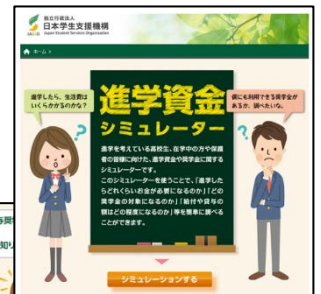 独立行政法人
日本学生支援機構
Japan Student Services Organization
JASSO
ホーム
進学したら、生活費は
いくらかかるのかな?
他にも利用できる奨学金が
あるか、調べたいな。
進学資金
シミュレーター
進学を考えている高校生、在学中の方や保護
者の皆様に向けた、進学資金や奨学金に関する
シミュレーターです。
このシミュレーターを使うことで、「進学し
たらどれくらいお金が必要になるのか」「どの
奨学金の対象になるのか」「給付や貸与の
額はどの程度になるのか」等を簡単に調べる
ことができます。
シミュレーションする
与奨
知り